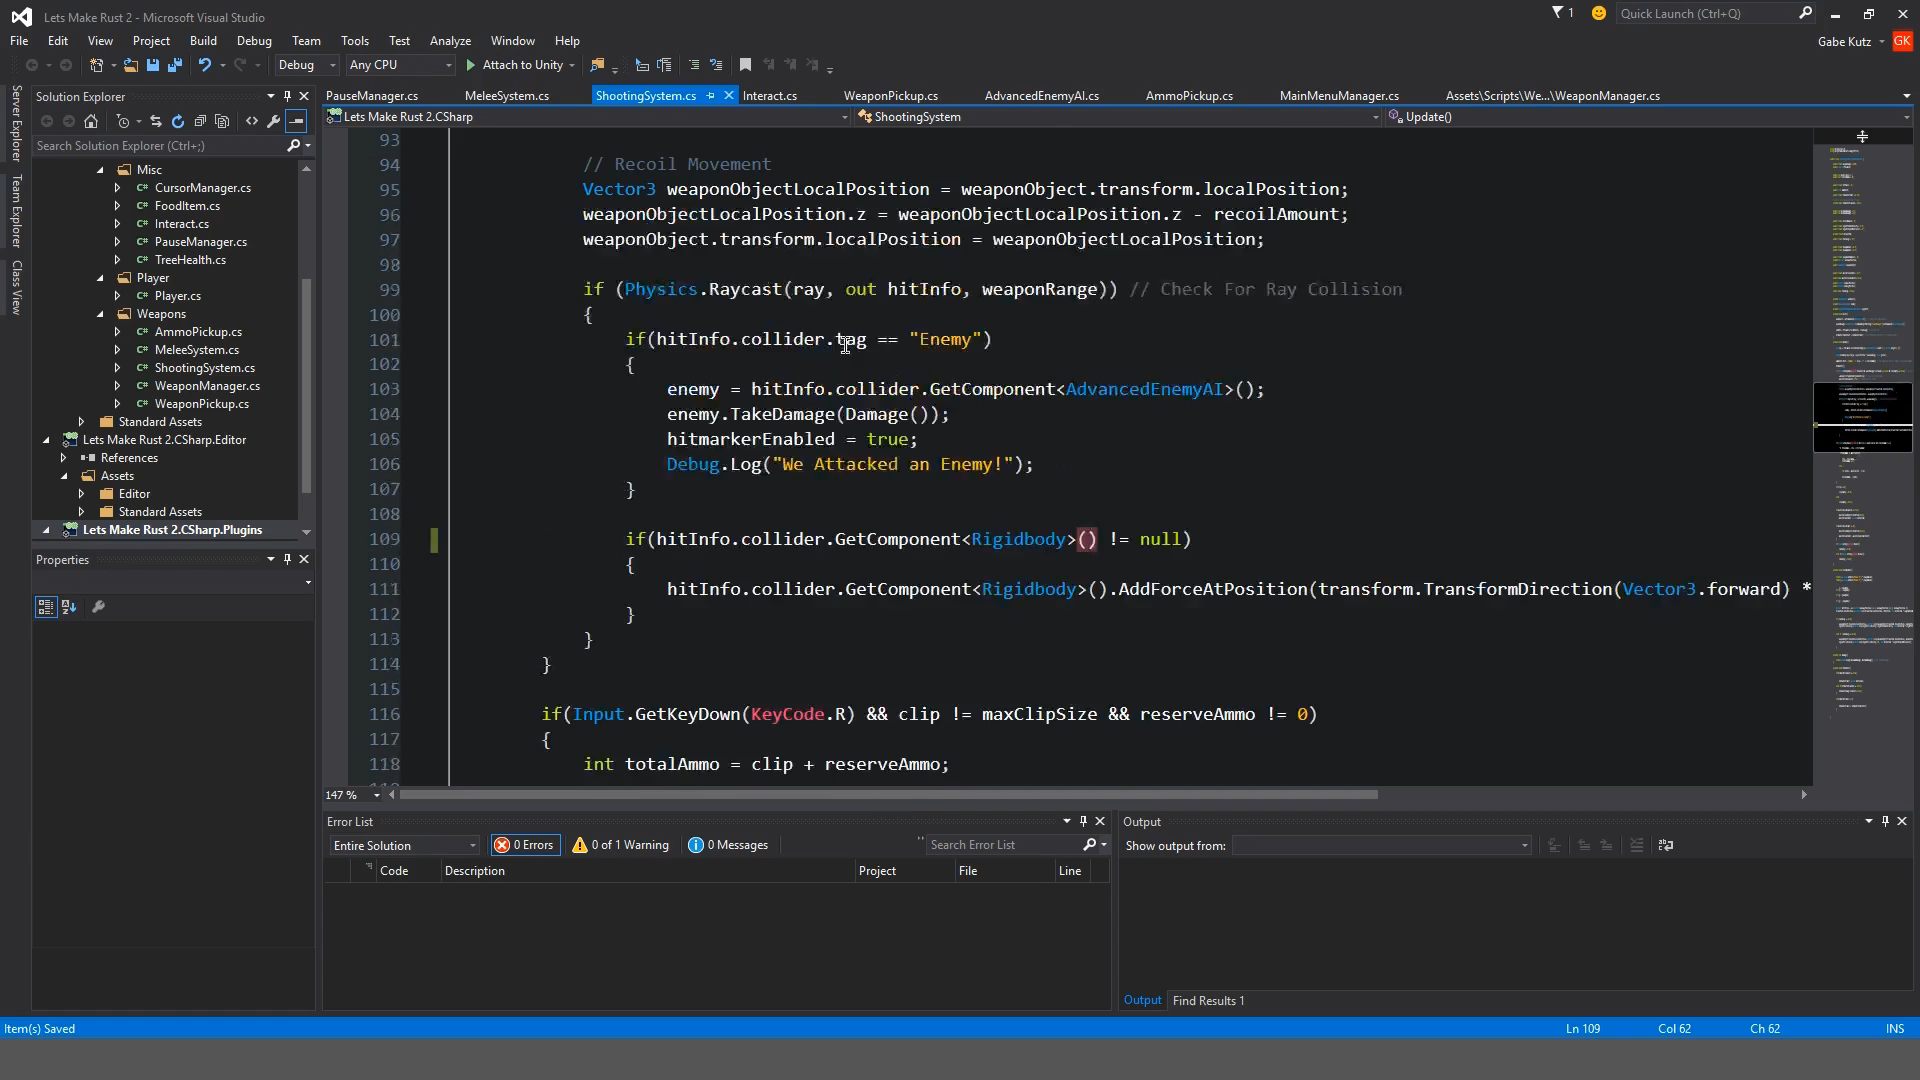 Lets Make Rust 2 - Microsoft Visual Studio
1
Quick Launch (Ctrl+Q)
File Edit View Project Build Debug Team Tools Test Analyze Window Help
Gabe Kutz GK
Debug Any CPU Attach to Unity
Server Explorer
Team Explorer
Class View
Solution Explorer
Search Solution Explorer (Ctrl+;)
Misc
C# CursorManager.cs
C# FoodItem.cs
C# Interact.cs
C# PauseManager.cs
C# TreeHealth.cs
Player
C# Player.cs
Weapons
C# AmmoPickup.cs
C# MeleeSystem.cs
C# ShootingSystem.cs
C# WeaponManager.cs
C# WeaponPickup.cs
Standard Assets
Lets Make Rust 2.CSharp.Editor
References
Assets
Editor
Standard Assets
Lets Make Rust 2.CSharp.Plugins
Properties
PauseManager.cs MeleeSystem.cs ShootingSystem.cs Interact.cs WeaponPickup.cs AdvancedEnemyAI.cs AmmoPickup.cs MainMenuManager.cs Assets\Scripts\We...\WeaponManager.cs
Lets Make Rust 2.CSharp ShootingSystem Update()
93
94 // Recoil Movement
95 Vector3 weaponObjectLocalPosition = weaponObject.transform.localPosition;
96 weaponObjectLocalPosition.z = weaponObjectLocalPosition.z - recoilAmount;
97 weaponObject.transform.localPosition = weaponObjectLocalPosition;
98
99 if (Physics.Raycast(ray, out hitInfo, weaponRange)) // Check For Ray Collision
100 {
101 if(hitInfo.collider.tag == "Enemy")
102 {
103 enemy = hitInfo.collider.GetComponent<AdvancedEnemyAI>();
104 enemy.TakeDamage(Damage());
105 hitmarkerEnabled = true;
106 Debug.Log("We Attacked an Enemy!");
107 }
108
109 if(hitInfo.collider.GetComponent<Rigidbody>() != null)
110 {
111 hitInfo.collider.GetComponent<Rigidbody>().AddForceAtPosition(transform.TransformDirection(Vector3.forward) *
112 }
113 }
114 }
115
116 if(Input.GetKeyDown(KeyCode.R) && clip != maxClipSize && reserveAmmo != 0)
117 {
118 int totalAmmo = clip + reserveAmmo;
147 %
Error List
Entire Solution 0 Errors 0 of 1 Warning 0 Messages Search Error List
Code Description Project File Line
Output
Show output from:
Output Find Results 1
Item(s) Saved Ln 109 Col 62 Ch 62 INS